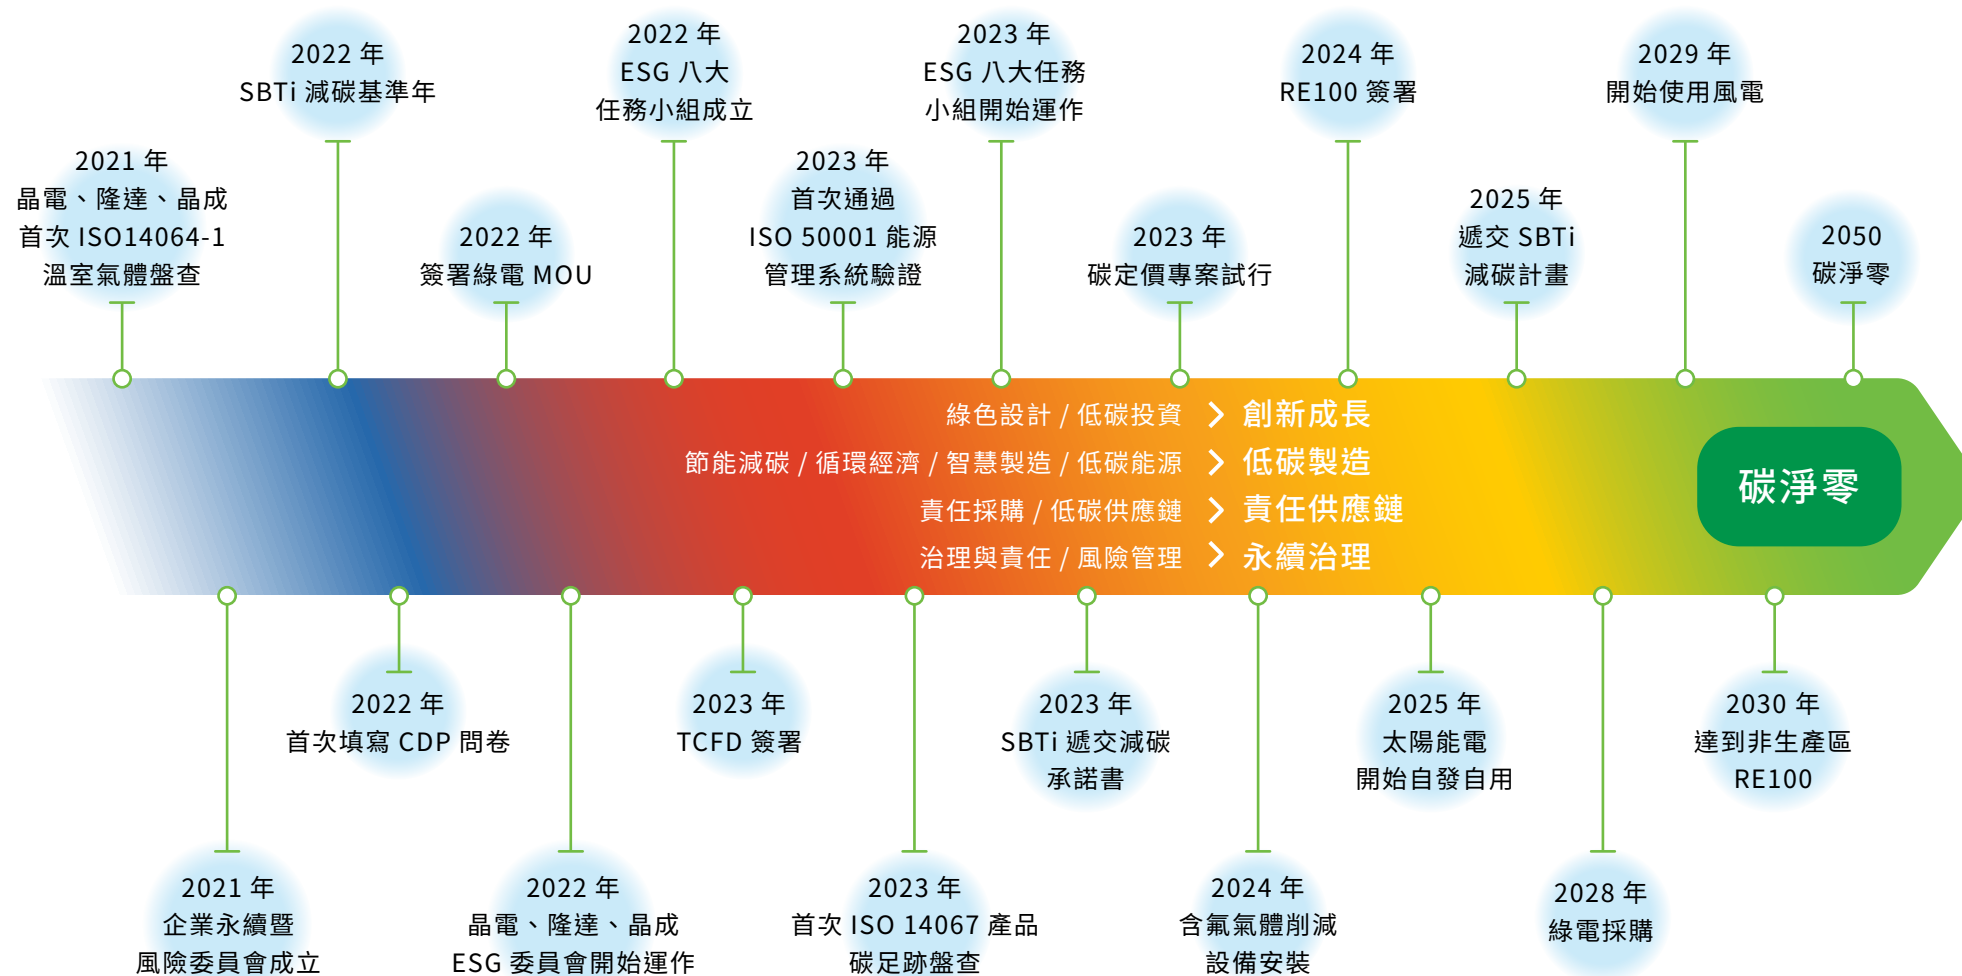 2021 年
晶電、隆達、晶成
首次 ISO14064-1
溫室氣體盤查
2022 年
SBTi 減碳基準年
2022 年
簽署綠電 MOU
2022 年
ESG 八大
任務小組成立
2023 年
首次通過
ISO 50001 能源
管理系統驗證
2023 年
ESG 八大任務
小組開始運作
2023 年
碳定價專案試行
2024 年
RE100 簽署
2025 年
遞交 SBTi
減碳計畫
2029 年
開始使用風電
2050
碳淨零
綠色設計 / 低碳投資 > 創新成長
節能減碳 / 循環經濟 / 智慧製造 / 低碳能源 > 低碳製造
責任採購 / 低碳供應鏈 > 責任供應鏈
治理與責任 / 風險管理 > 永續治理
碳淨零
2021 年
企業永續暨
風險委員會成立
2022 年
首次填寫 CDP 問卷
2022 年
晶電、隆達、晶成
ESG 委員會開始運作
2023 年
TCFD 簽署
2023 年
首次 ISO 14067 產品
碳足跡盤查
2023 年
SBTi 遞交減碳
承諾書
2024 年
含氟氣體削減
設備安裝
2025 年
太陽能電
開始自發自用
2028 年
綠電採購
2030 年
達到非生產區
RE100